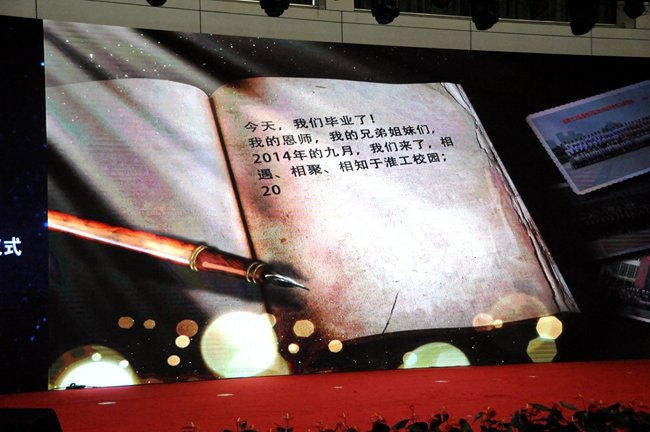 今天，我们毕业了！
我的恩师，我的兄弟姐妹们，
2014年的九月，我们来了，相
遇、相聚、相知于淮工校园；
20
式